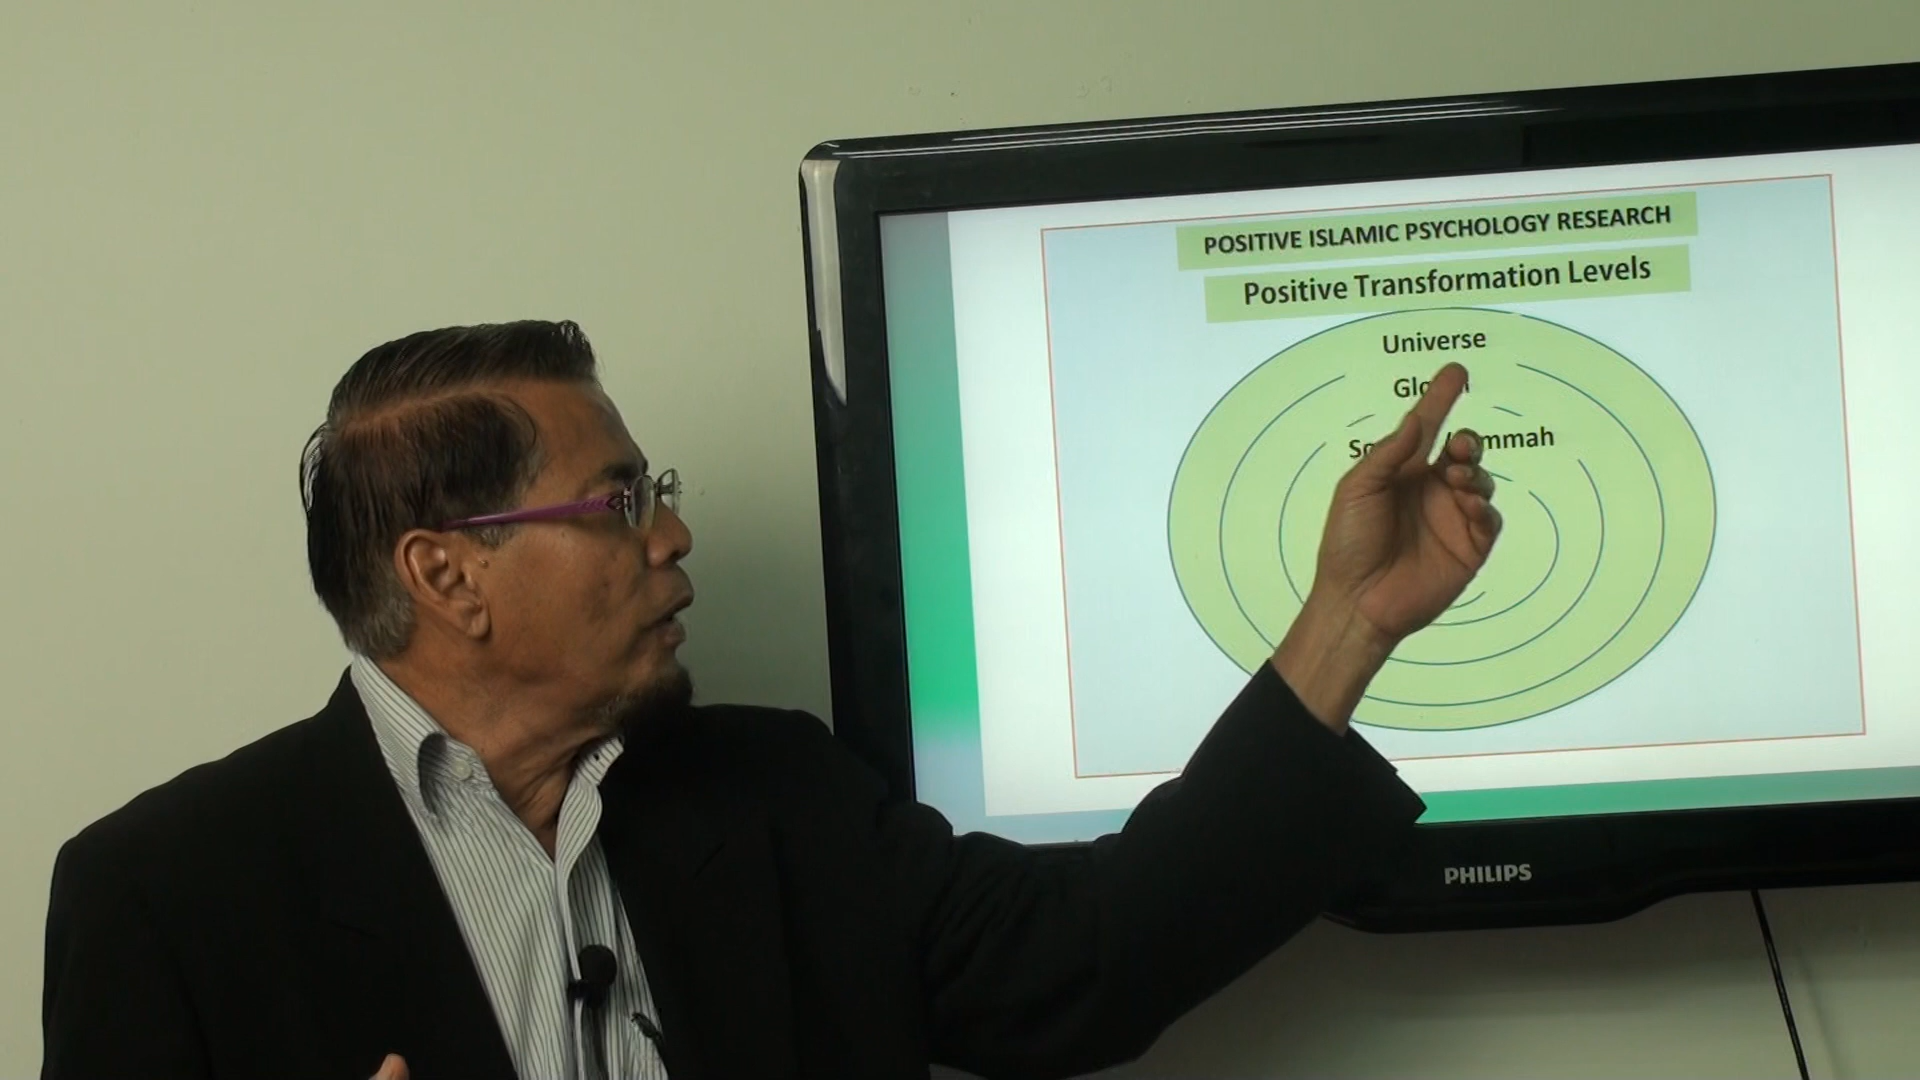 POSITIVE ISLAMIC PSYCHOLOGY RESEARCH
Positive Transformation Levels
Universe
PHILIPS